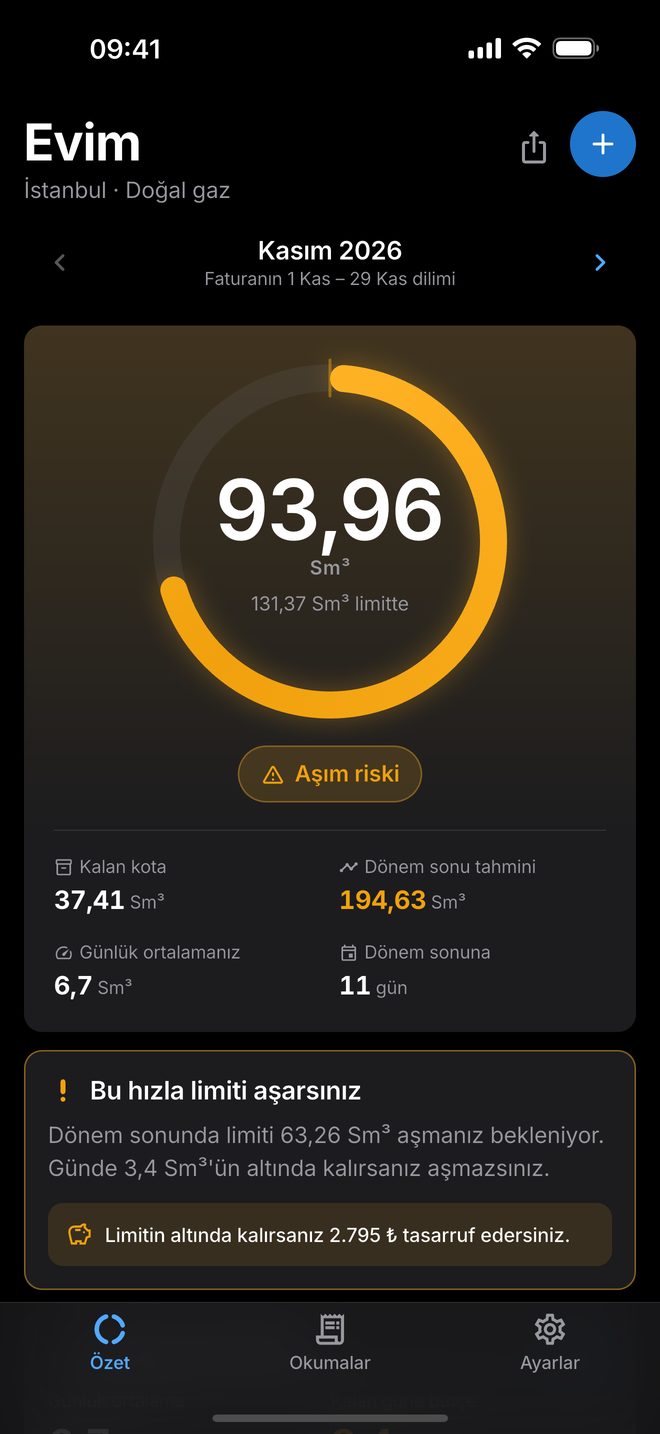 09:41
Evim
İstanbul · Doğal gaz
Kasım 2026
Faturanın 1 Kas – 29 Kas dilimi
93,96
Sm³
131,37 Sm³ limitte
Aşım riski
Kalan kota
37,41 Sm³
Dönem sonu tahmini
194,63 Sm³
Günlük ortalamanız
6,7 Sm³
Dönem sonuna
11 gün
Bu hızla limiti aşarsınız
Dönem sonunda limiti 63,26 Sm³ aşmanız bekleniyor.
Günde 3,4 Sm³'ün altında kalırsanız aşmazsınız.
Limitin altında kalırsanız 2.795 ₺ tasarruf edersiniz.
Özet
Okumalar
Ayarlar